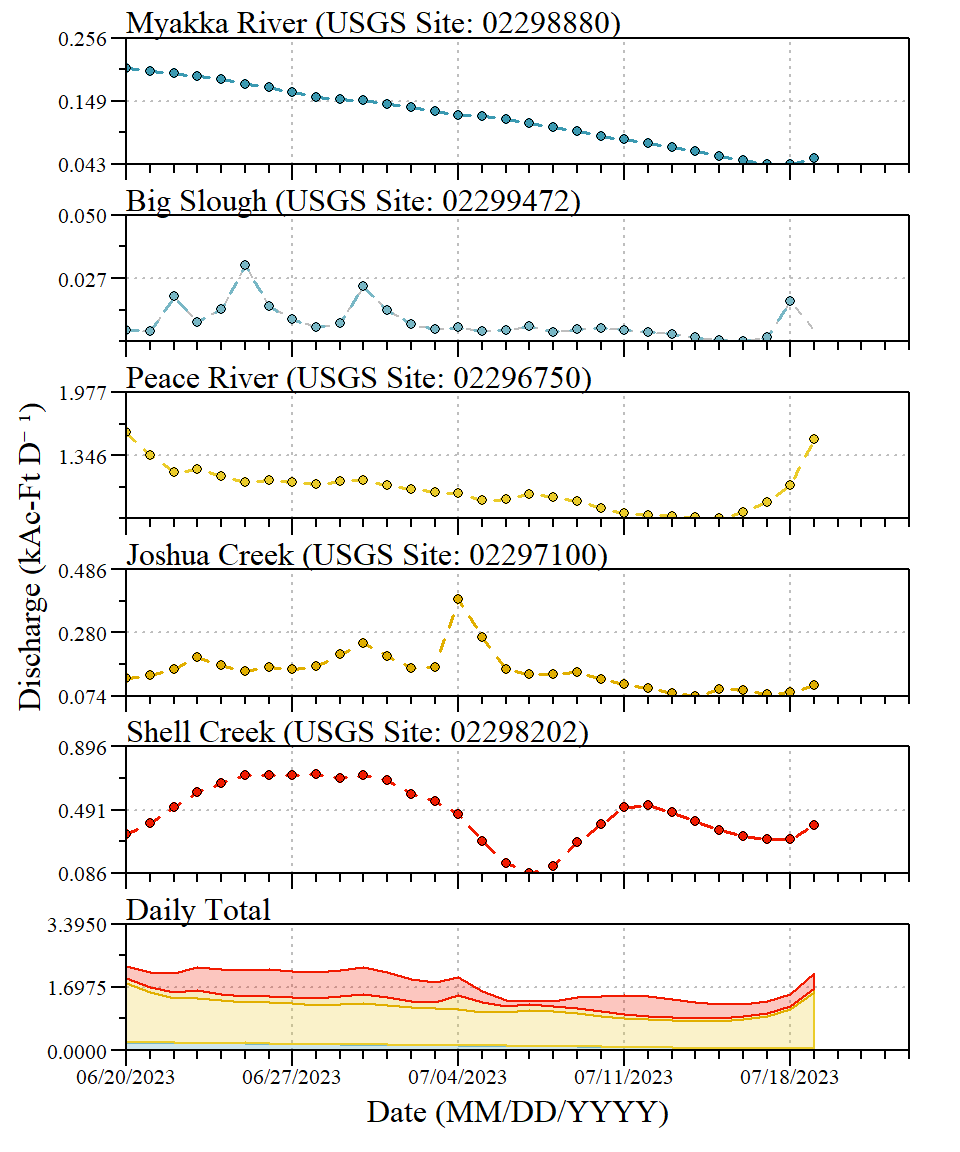 Myakka River (USGS Site: 02298880)
0.256
0.149
0.043
Big Slough (USGS Site: 02299472)
0.050
0.027
Peace River (USGS Site: 02296750)
1.977
1.346
Joshua Creek (USGS Site: 02297100)
0.486
0.280
0.074
Shell Creek (USGS Site: 02298202)
0.896
0.491
0.086
Daily Total
3.3950
1.6975
0.0000
06/20/2023 06/27/2023 07/04/2023 07/11/2023 07/18/2023
Date (MM/DD/YYYY)
Discharge (kAc-Ft D⁻¹)